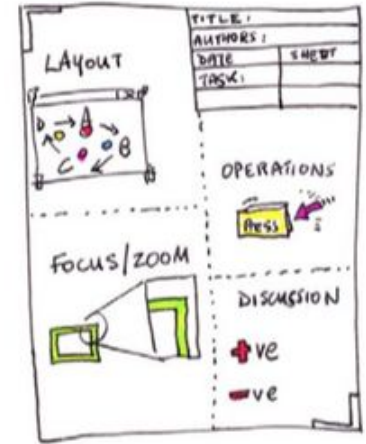 TITLE:
AUTHORS:
DATE SHEET
TASK:
LAYOUT
D A
B
C
OPERATIONS
Press
FOCUS/ZOOM
DISCUSSION
+ve
-ve